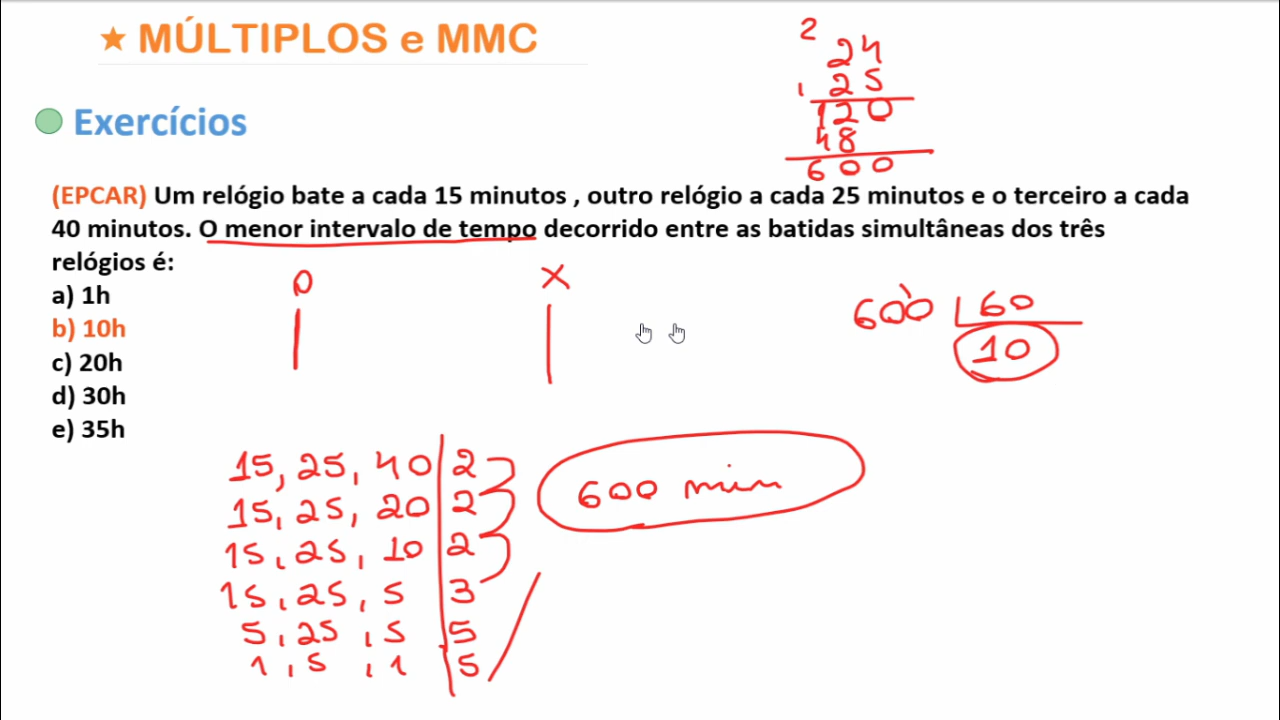 ★ MÚLTIPLOS e MMC
2
24
1 25
120
48
600
Exercícios
(EPCAR) Um relógio bate a cada 15 minutos , outro relógio a cada 25 minutos e o terceiro a cada
40 minutos. O menor intervalo de tempo decorrido entre as batidas simultâneas dos três
relógios é:
a) 1h
b) 10h
c) 20h
d) 30h
e) 35h
0 X
600 60
10
15, 25, 40 2
15, 25, 20 2
15, 25, 10 2
15, 25, 5 3
5, 25, 5 5
1, 5, 1 5
600 min